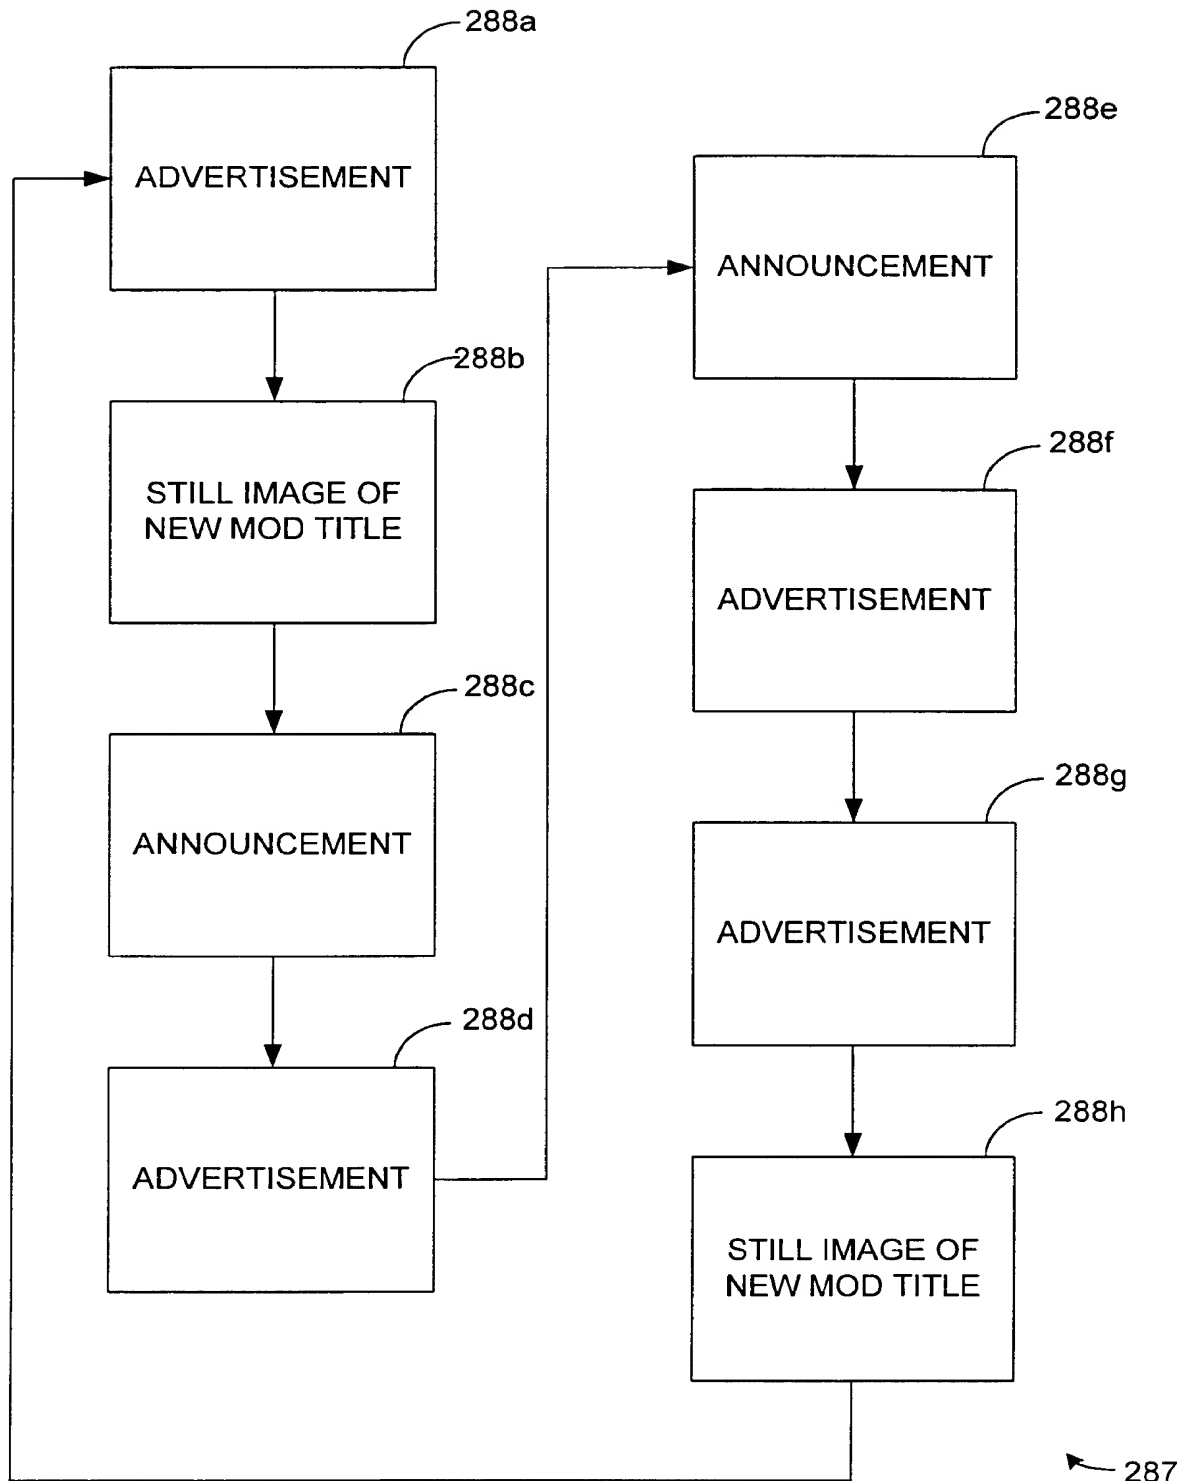 288a
ADVERTISEMENT
288b
STILL IMAGE OF
NEW MOD TITLE
288c
ANNOUNCEMENT
288d
ADVERTISEMENT
288e
ANNOUNCEMENT
288f
ADVERTISEMENT
288g
ADVERTISEMENT
288h
STILL IMAGE OF
NEW MOD TITLE
287